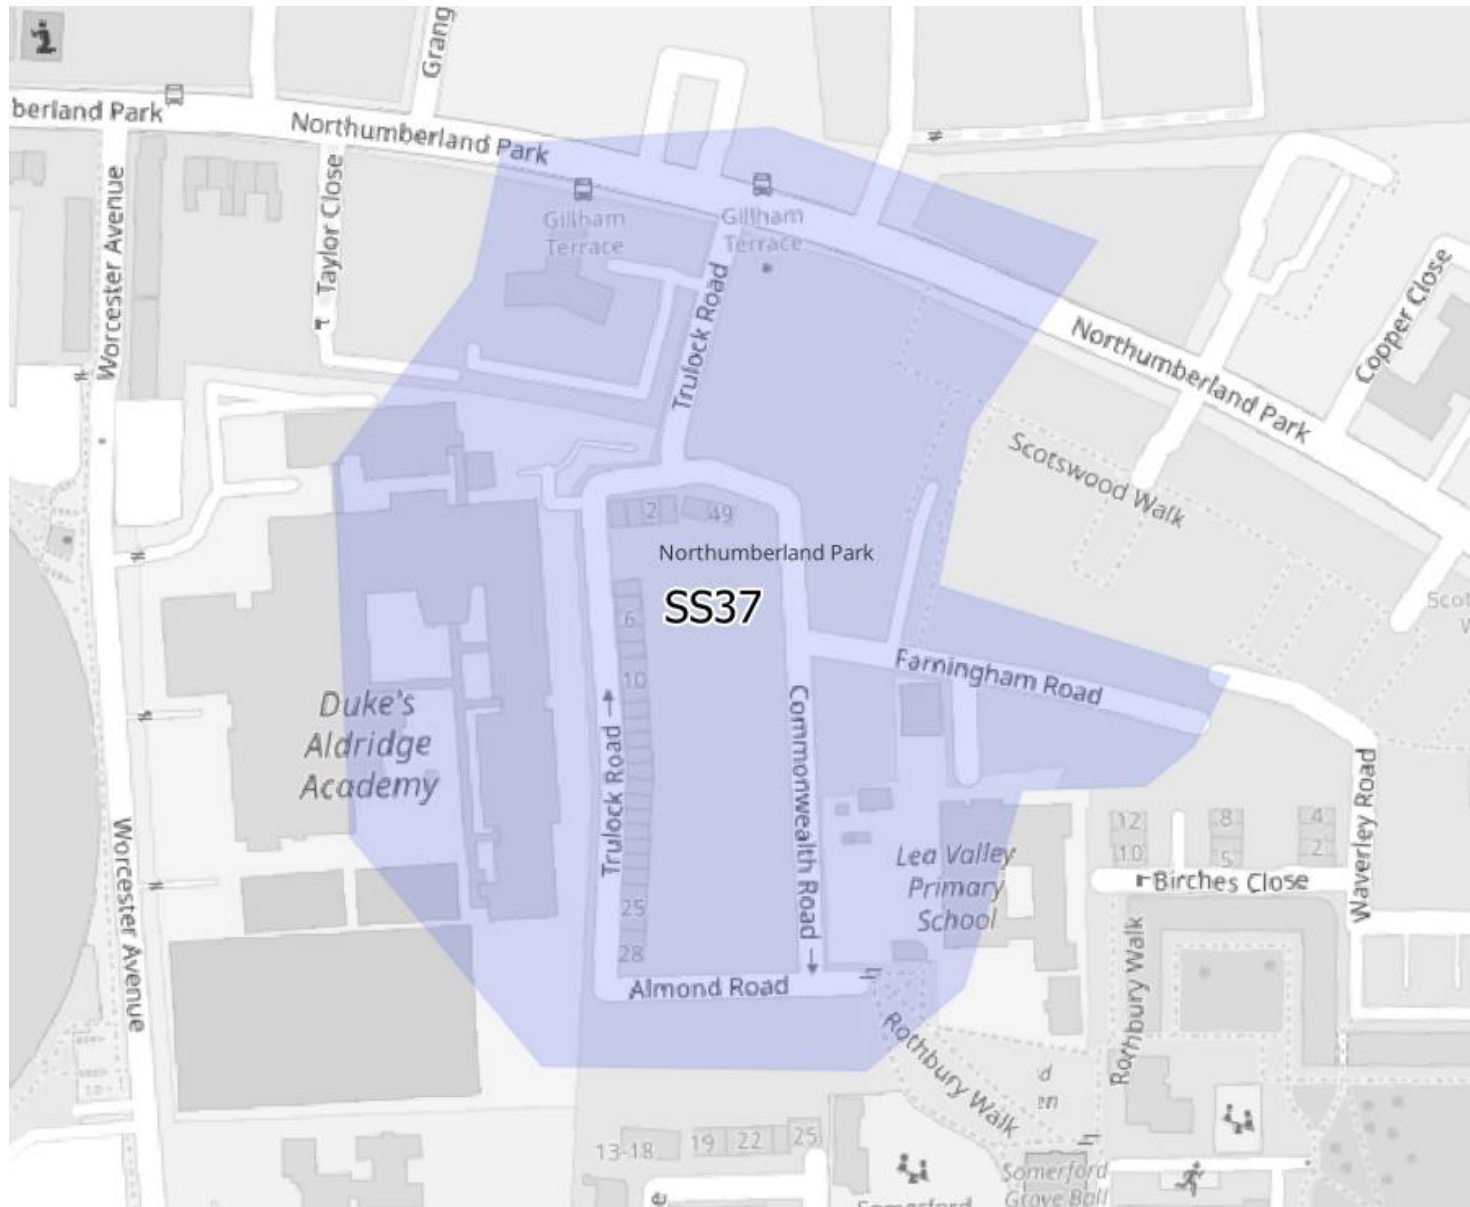 Grang
berland Park
Northumberland Park
Worcester Avenue
Taylor Close
Gillham
Terrace
Gillham
Terrace
Trulock Road
Copper Close
Northumberland Park
Scotswood Walk
2
49
Northumberland Park
SS37
6
10
Scot
W
Farningham Road
Duke's
Aldridge
Academy
Trulock Road
Commonwealth Road
Waverley Road
12
10
8
5
4
2
Lea Valley
Primary
School
Birches Close
Worcester Avenue
25
28
Almond Road
Rothbury Walk
Rothbury Walk
d
en
13-18
19
22
25
e
Somerford
Somerford
Grove Ball